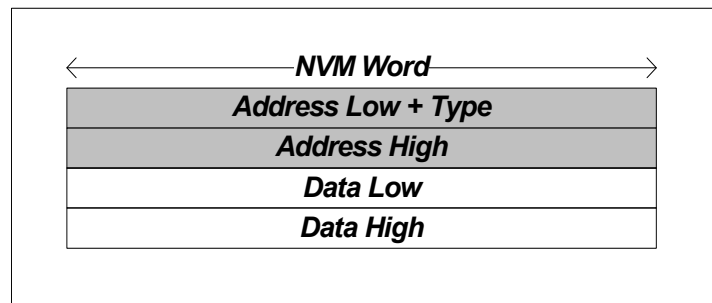 NVM Word
Address Low + Type
Address High
Data Low
Data High